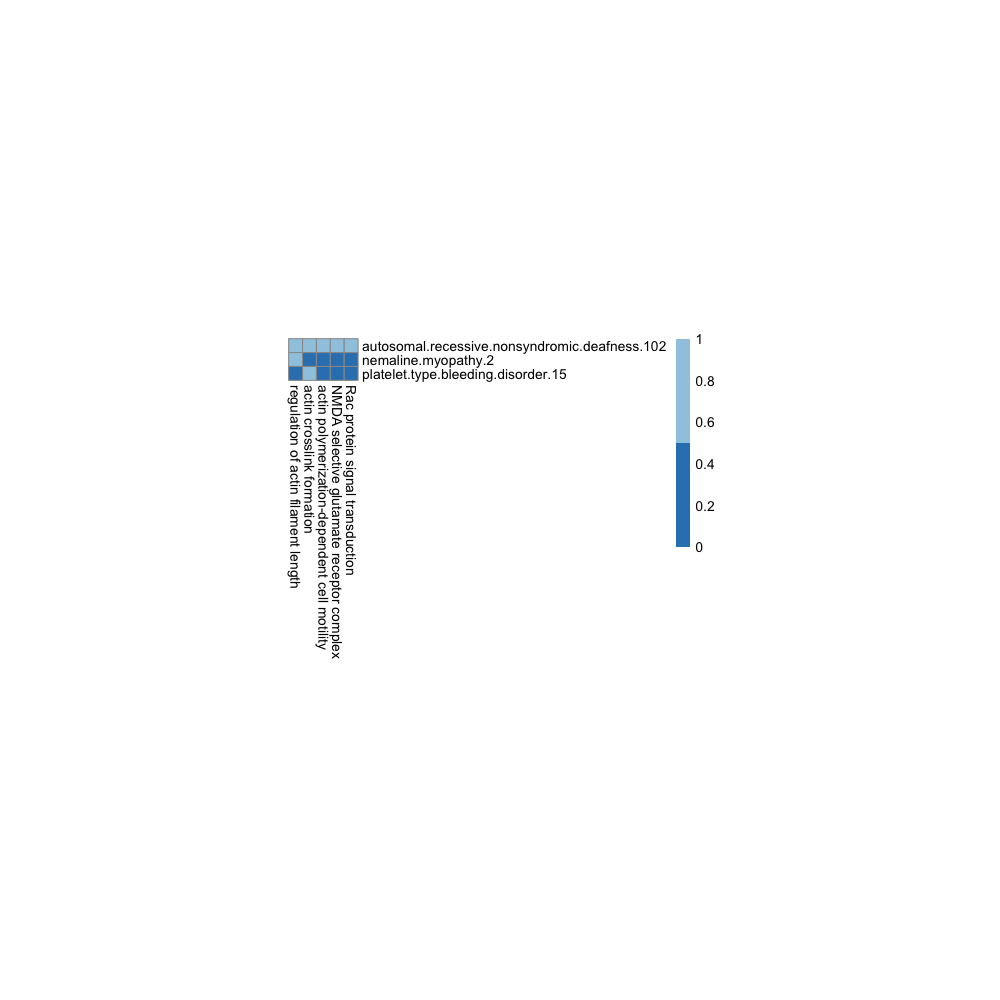 autosomal.recessive.nonsyndromic.deafness.102
nemaline.myopathy.2
platelet.type.bleeding.disorder.15
regulation of actin filament length
actin crosslink formation
actin polymerization-dependent cell motility
NMDA selective glutamate receptor complex
Rac protein signal transduction
1
0.8
0.6
0.4
0.2
0